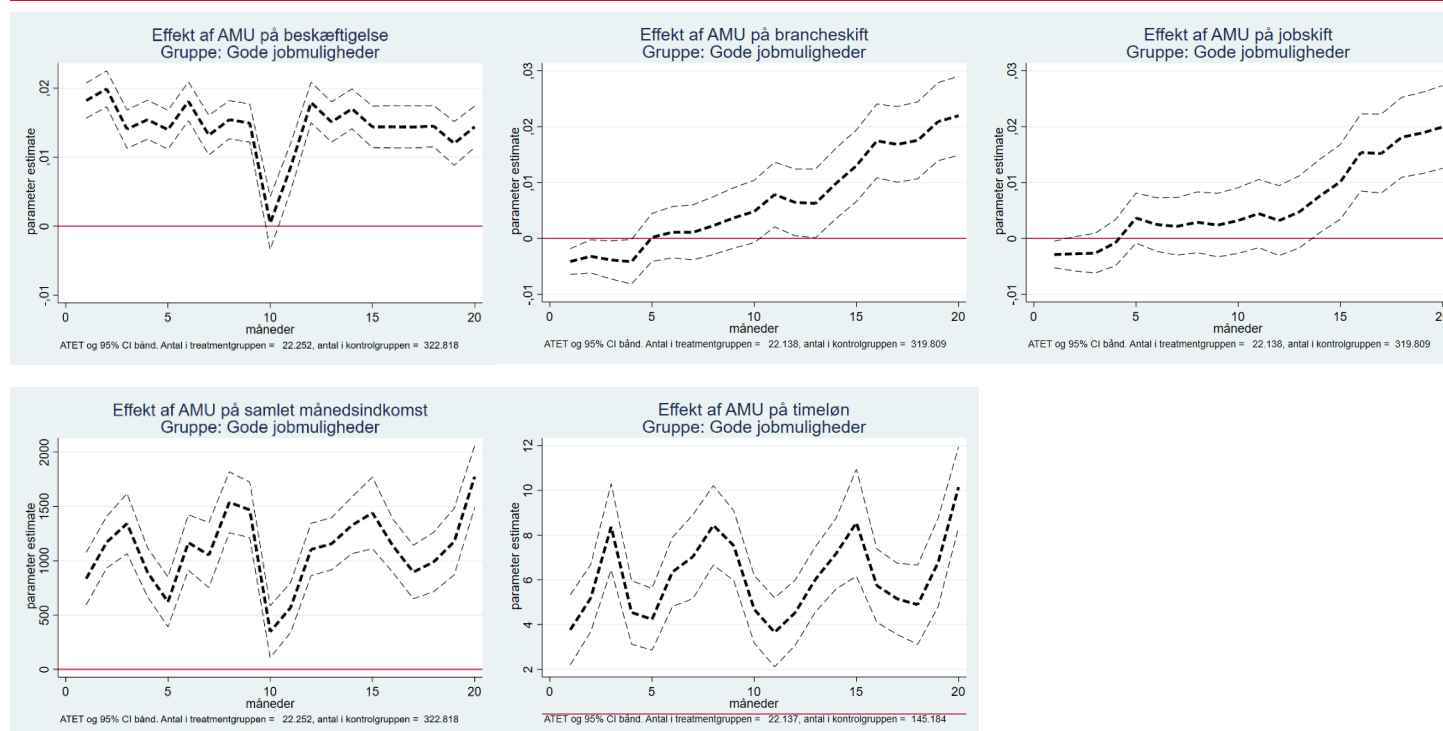 Effekt af AMU på beskæftigelse
Gruppe: Gode jobmuligheder
parameter estimate
,02
,01
0
-,01
0 5 10 15 20
måneder
ATET og 95% CI bånd. Antal i treatmentgruppen = 22.252, antal i kontrolgruppen = 322.818
Effekt af AMU på brancheskift
Gruppe: Gode jobmuligheder
parameter estimate
,03
,02
,01
0
-,01
0 5 10 15 20
måneder
ATET og 95% CI bånd. Antal i treatmentgruppen = 22.138, antal i kontrolgruppen = 319.809
Effekt af AMU på jobskift
Gruppe: Gode jobmuligheder
parameter estimate
,03
,02
,01
0
-,01
0 5 10 15 20
måneder
ATET og 95% CI bånd. Antal i treatmentgruppen = 22.138, antal i kontrolgruppen = 319.809
Effekt af AMU på samlet månedsindkomst
Gruppe: Gode jobmuligheder
parameter estimate
2000
1500
1000
500
0
0 5 10 15 20
måneder
ATET og 95% CI bånd. Antal i treatmentgruppen = 22.252, antal i kontrolgruppen = 322.818
Effekt af AMU på timeløn
Gruppe: Gode jobmuligheder
parameter estimate
12
10
8
6
4
2
0 5 10 15 20
måneder
ATET og 95% CI bånd. Antal i treatmentgruppen = 22.137, antal i kontrolgruppen = 145.184